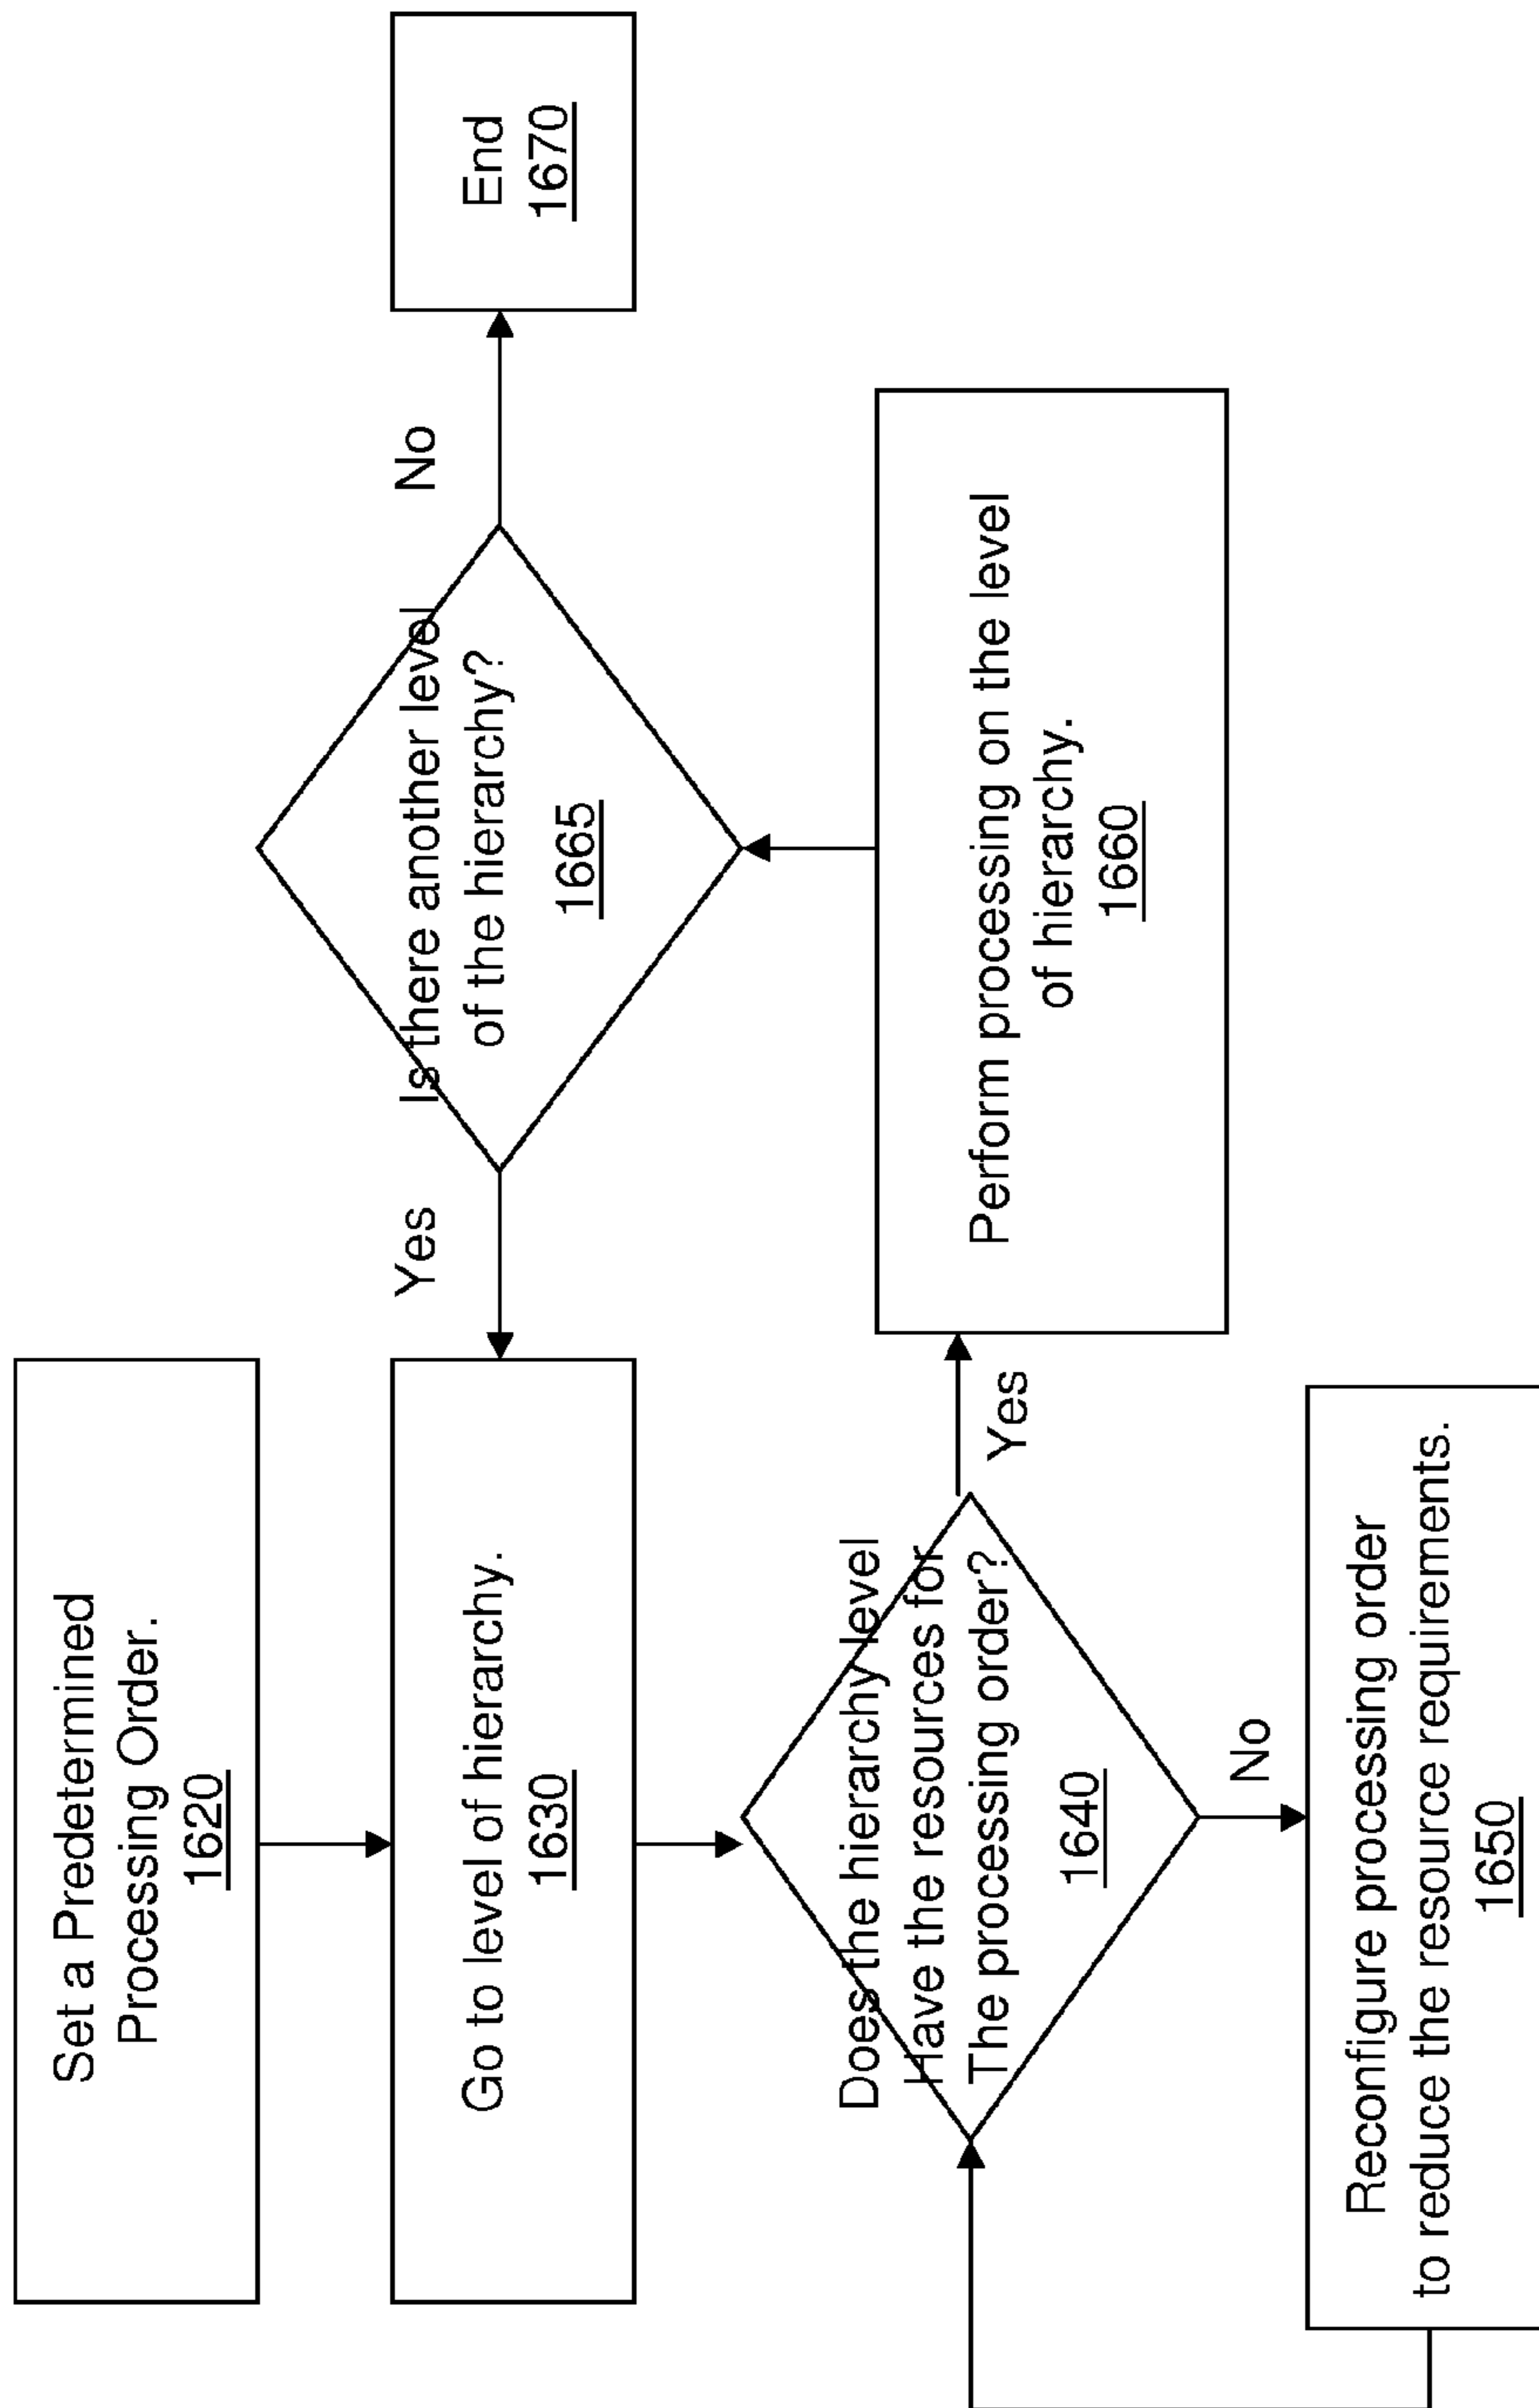 Set a Predetermined
Processing Order.
1620
Go to level of hierarchy.
1630
Does the hierarchy level
Have the resources for
The processing order?
1640
No
Reconfigure processing order
to reduce the resource requirements.
1650
Yes
Perform processing on the level
of hierarchy.
1660
Is there another level
of the hierarchy?
1665
Yes
No
End
1670